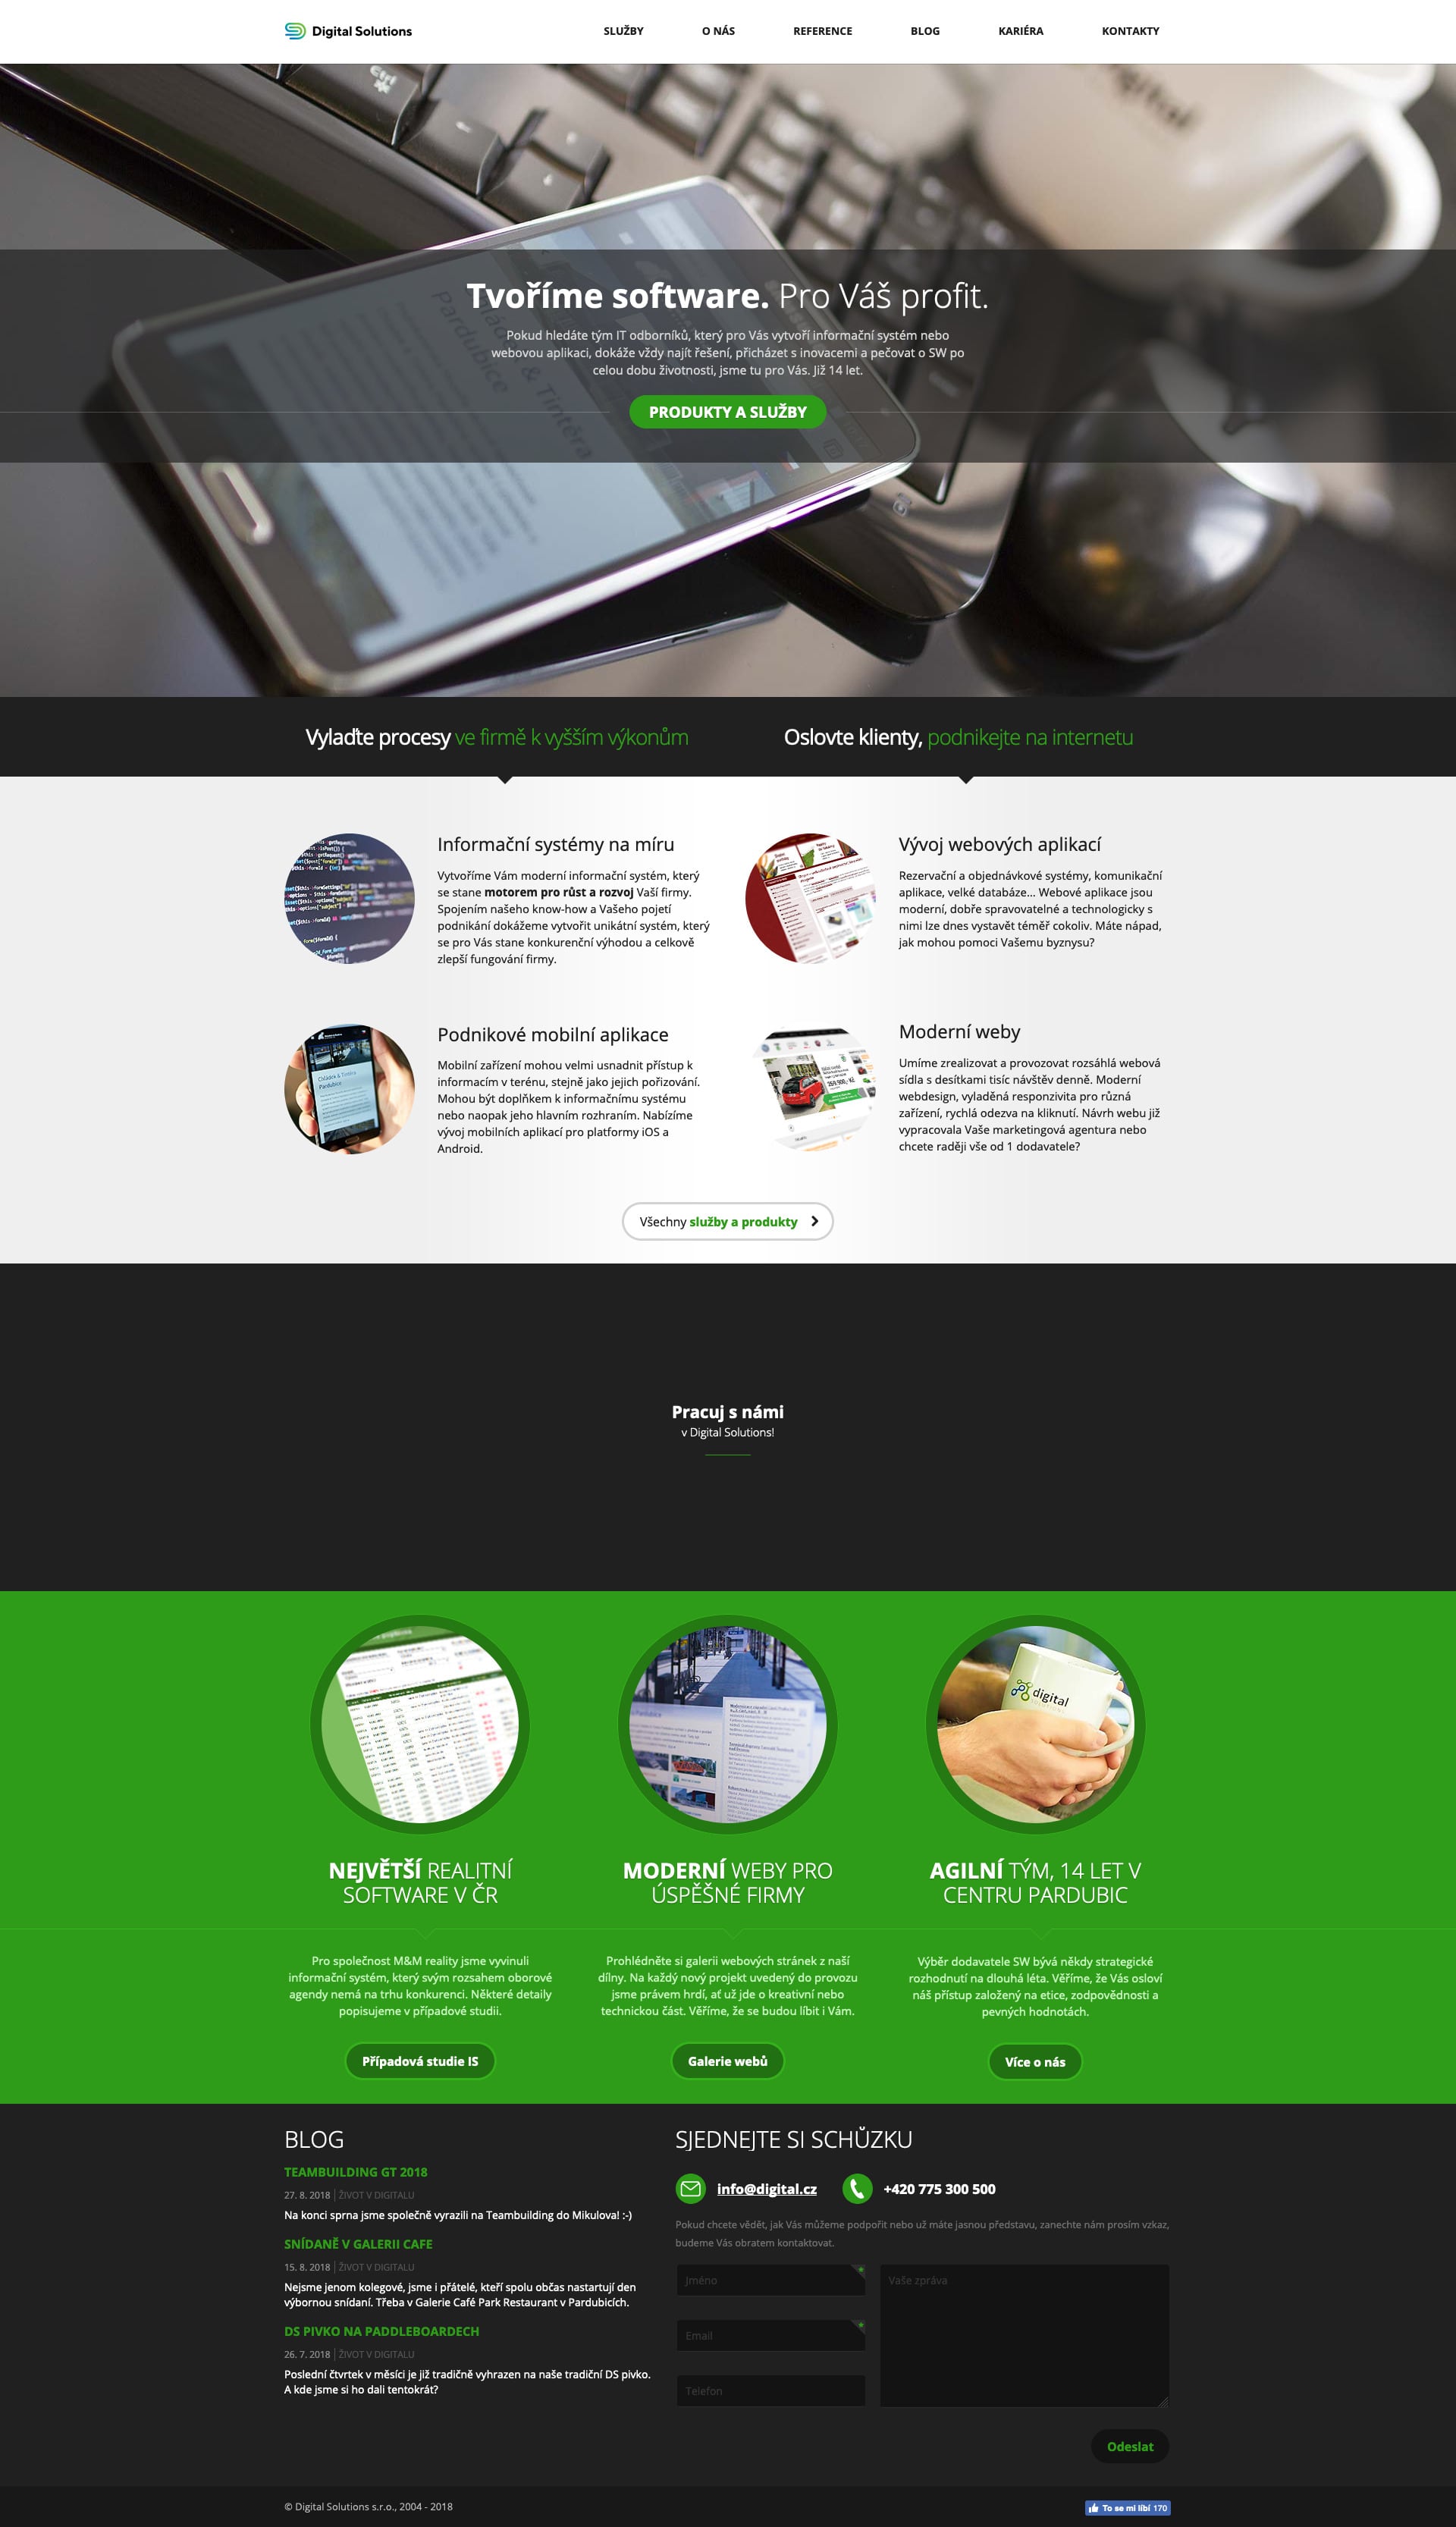 Digital Solutions
SLUŽBY
O NÁS
REFERENCE
BLOG
KARIÉRA
KONTAKTY
Ctrl
digital
Tvoříme software. Pro Váš profit.
Pokud hledáte tým IT odborníků, který pro Vás vytvoří informační systém nebo
webovou aplikaci, dokáže vždy najít řešení, přicházet s inovacemi a pečovat o SW po
celou dobu životnosti, jsme tu pro Vás. Již 14 let.
PRODUKTY A SLUŽBY
Vylaďte procesy ve firmě k vyšším výkonům
Oslovte klienty, podnikejte na internetu
Informační systémy na míru
Vytvoříme Vám moderní informační systém, který
se stane motorem pro růst a rozvoj Vaší firmy.
Spojením našeho know-how a Vašeho pojetí
podnikání dokážeme vytvořit unikátní systém, který
se pro Vás stane konkurenční výhodou a celkově
zlepší fungování firmy.
Vývoj webových aplikací
Rezervační a objednávkové systémy, komunikační
aplikace, velké databáze... Webové aplikace jsou
moderní, dobře spravovatelné a technologicky s
nimi lze dnes vystavět téměř cokoliv. Máte nápad,
jak mohou pomoci Vašemu byznysu?
Podnikové mobilní aplikace
Mobilní zařízení mohou velmi usnadnit přístup k
informacím v terénu, stejně jako jejich pořizování.
Mohou být doplňkem k informačnímu systému
nebo naopak jeho hlavním rozhraním. Nabízíme
vývoj mobilních aplikací pro platformy iOS a
Android.
Moderní weby
Umíme zrealizovat a provozovat rozsáhlá webová
sídla s desítkami tisíc návštěv denně. Moderní
webdesign, vyladěná responzivita pro různá
zařízení, rychlá odezva na kliknutí. Návrh webu již
vypracovala Vaše marketingová agentura nebo
chcete raději vše od 1 dodavatele?
Všechny služby a produkty
Pracuj s námi
v Digital Solutions!
digital
NEJVĚTŠÍ REALITNÍ
SOFTWARE V ČR
Pro společnost M&M reality jsme vyvinuli
informační systém, který svým rozsahem oborové
agendy nemá na trhu konkurenci. Některé detaily
popisujeme v případové studii.
Případová studie IS
MODERNÍ WEBY PRO
ÚSPĚŠNÉ FIRMY
Prohlédněte si galerii webových stránek z naší
dílny. Na každý nový projekt uvedený do provozu
jsme právem hrdí, ať už jde o kreativní nebo
technickou část. Věříme, že se budou líbit i Vám.
Galerie webů
AGILNÍ TÝM, 14 LET V
CENTRU PARDUBIC
Výběr dodavatele SW bývá někdy strategické
rozhodnutí na dlouhá léta. Věříme, že Vás osloví
náš přístup založený na etice, zodpovědnosti a
pevných hodnotách.
Více o nás
BLOG
TEAMBUILDING GT 2018
27. 8. 2018 | ŽIVOT V DIGITALU
Na konci sprna jsme společně vyrazili na Teambuilding do Mikulova! :-)
SNÍDANĚ V GALERII CAFE
15. 8. 2018 | ŽIVOT V DIGITALU
Nejsme jenom kolegové, jsme i přátelé, kteří spolu občas nastartují den
výbornou snídaní. Třeba v Galerie Café Park Restaurant v Pardubicích.
DS PIVKO NA PADDLEBOARDECH
26. 7. 2018 | ŽIVOT V DIGITALU
Poslední čtvrtek v měsíci je již tradičně vyhrazen na naše tradiční DS pivko.
A kde jsme si ho dali tentokrát?
SJEDNEJTE SI SCHŮZKU
info@digital.cz
+420 775 300 500
Pokud chcete vědět, jak Vás můžeme podpořit nebo už máte jasnou představu, zanechte nám prosím vzkaz,
budeme Vás obratem kontaktovat.
Jméno
Vaše zpráva
Email
Telefon
Odeslat
© Digital Solutions s.r.o., 2004 - 2018
To se mi líbí 170